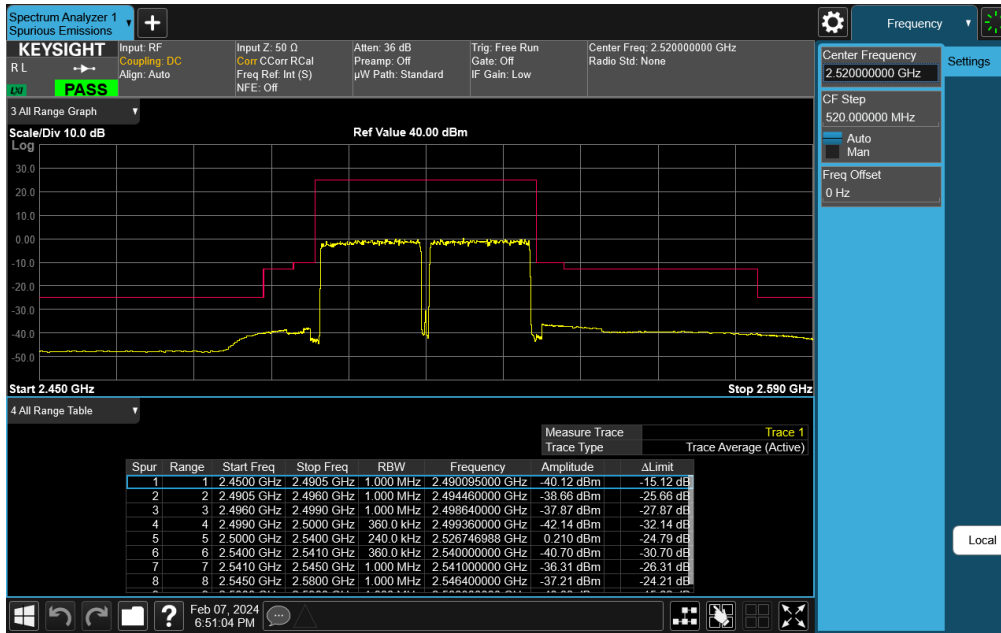 Spectrum Analyzer 1
Spurious Emissions
Frequency
KEYSIGHT
R L
LXI
PASS
Input: RF
Coupling: DC
Align: Auto
Input Z: 50 Ω
Corr CCorr RCal
Freq Ref: Int (S)
NFE: Off
Atten: 36 dB
Preamp: Off
µW Path: Standard
Trig: Free Run
Gate: Off
IF Gain: Low
Center Freq: 2.520000000 GHz
Radio Std: None
Center Frequency
2.520000000 GHz
Settings
CF Step
520.000000 MHz
Auto
Man
Freq Offset
0 Hz
Local
3 All Range Graph
Scale/Div 10.0 dB
Ref Value 40.00 dBm
Log
30.0
20.0
10.0
0.00
-10.0
-20.0
-30.0
-40.0
-50.0
Start 2.450 GHz
Stop 2.590 GHz
4 All Range Table
Measure Trace Trace 1
Trace Type Trace Average (Active)
Spur Range Start Freq Stop Freq RBW Frequency Amplitude ΔLimit
1 1 2.4500 GHz 2.4905 GHz 1.000 MHz 2.490095000 GHz -40.12 dBm -15.12 dB
2 2 2.4905 GHz 2.4960 GHz 1.000 MHz 2.494460000 GHz -38.66 dBm -25.66 dB
3 3 2.4960 GHz 2.4990 GHz 1.000 MHz 2.498640000 GHz -37.87 dBm -27.87 dB
4 4 2.4990 GHz 2.5000 GHz 360.0 kHz 2.499360000 GHz -42.14 dBm -32.14 dB
5 5 2.5000 GHz 2.5400 GHz 240.0 kHz 2.526746988 GHz 0.210 dBm -24.79 dB
6 6 2.5400 GHz 2.5410 GHz 360.0 kHz 2.540000000 GHz -40.70 dBm -30.70 dB
7 7 2.5410 GHz 2.5450 GHz 1.000 MHz 2.541000000 GHz -36.31 dBm -26.31 dB
8 8 2.5450 GHz 2.5800 GHz 1.000 MHz 2.546400000 GHz -37.21 dBm -24.21 dB
?
Feb 07, 2024
6:51:04 PM